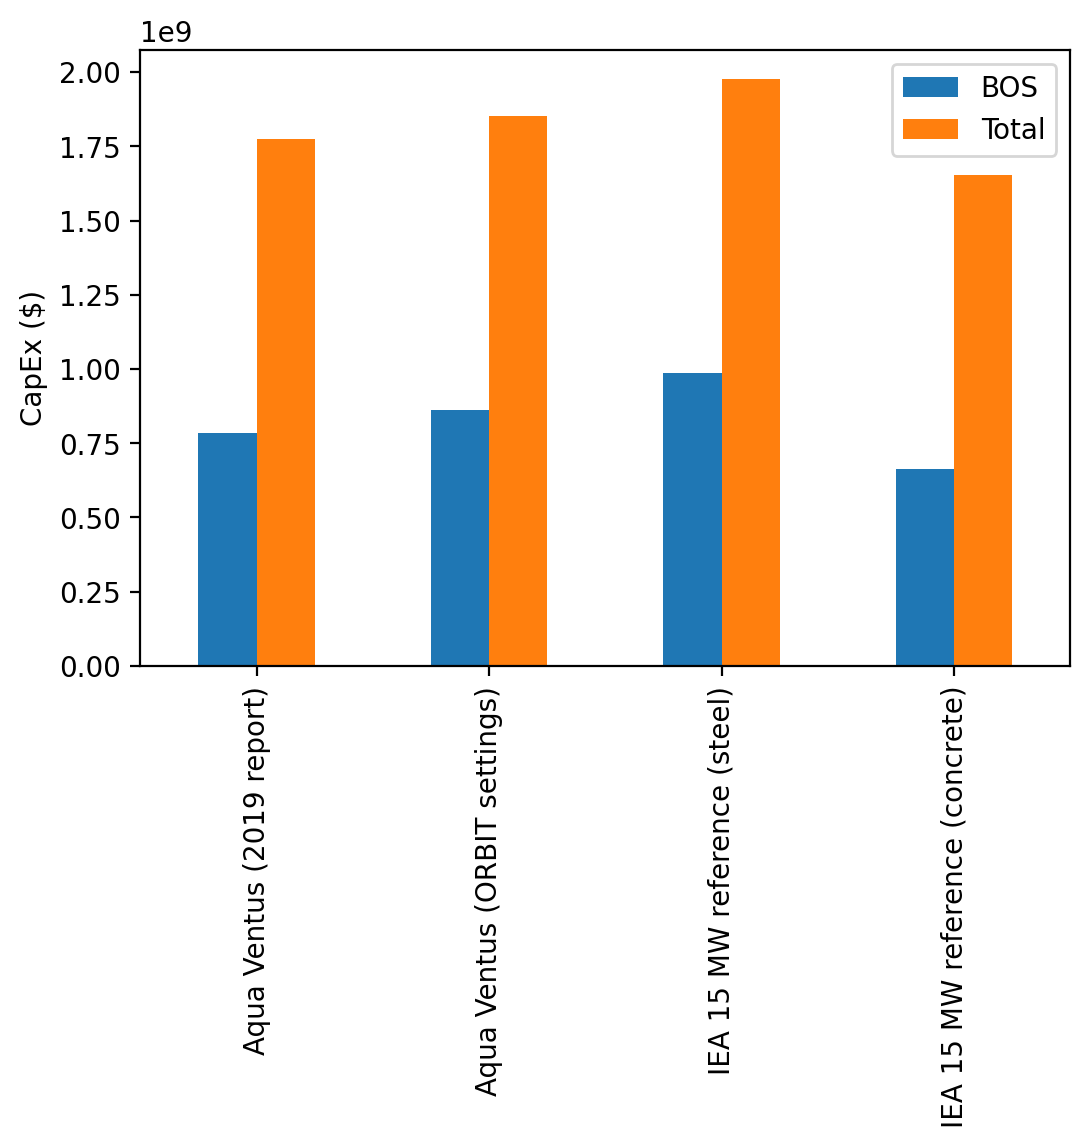 1e9
2.00
1.75
1.50
1.25
1.00
0.75
0.50
0.25
0.00
CapEx ($)
BOS
Total
Aqua Ventus (2019 report)
Aqua Ventus (ORBIT settings)
IEA 15 MW reference (steel)
IEA 15 MW reference (concrete)